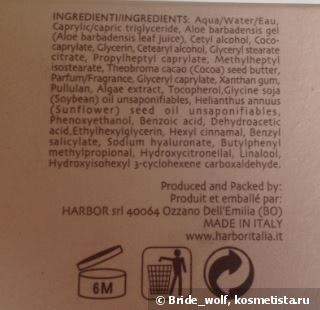 INGREDIENTI/INGREDIENTS: Aqua/Water/Eau,
Caprylic/capric triglyceride, Aloe barbadensis gel
(Aloe barbadensis leaf juice), Cetyl alcohol, Coco-
caprylate, Glycerin, Cetearyl alcohol, Glyceryl stearate
citrate, Propylheptyl caprylate, Methylheptyl
isostearate, Theobroma cacao (Cocoa) seed butter,
Parfum/Fragrance, Glyceryl caprylate, Xanthan gum,
Pullulan, Algae extract, Tocopherol,Glycine soja
(Soybean) oil unsaponifiables, Helianthus annuus
(Sunflower) seed oil unsaponifiables,
Phenoxyethanol, Benzoic acid, Dehydroacetic
acid,Ethylhexylglycerin, Hexyl cinnamal, Benzyl
salicylate, Sodium hyaluronate, Butylphenyl
methylpropional, Hydroxycitronellal, Linalool,
Hydroxyisohexyl 3-cyclohexene carboxaldehyde.
Produced and Packed by:
Produit et emballé par:
HARBOR srl 40064 Ozzano Dell'Emilia (BO)
MADE IN ITALY
www.harboritalia.it
6M
© Bride_wolf, kosmetista.ru